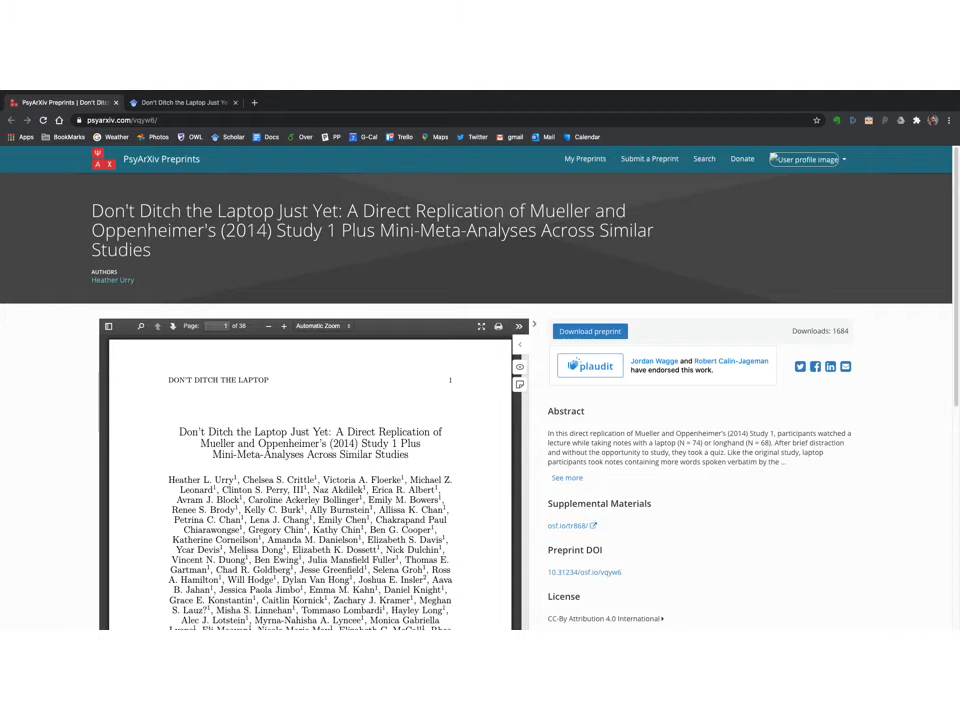 PsyArXiv Preprints | Don't Ditc
Don't Ditch the Laptop Just Ye
psyarxiv.com/vqyw6/
Apps BookMarks Weather Photos OWL Scholar Docs Over PP G-Cal Trello Maps Twitter gmail Mail Calendar
Ψ
A X
PsyArXiv Preprints
My Preprints Submit a Preprint Search Donate User profile image
Don't Ditch the Laptop Just Yet: A Direct Replication of Mueller and
Oppenheimer's (2014) Study 1 Plus Mini-Meta-Analyses Across Similar
Studies
AUTHORS
Heather Urry
Page: 1 of 38 Automatic Zoom
DON'T DITCH THE LAPTOP 1
Don't Ditch the Laptop Just Yet: A Direct Replication of
Mueller and Oppenheimer's (2014) Study 1 Plus
Mini-Meta-Analyses Across Similar Studies
Heather L. Urry¹, Chelsea S. Crittle¹, Victoria A. Floerke¹, Michael Z.
Leonard¹, Clinton S. Perry, III¹, Naz Akdilek¹, Erica R. Albert¹,
Avram J. Block¹, Caroline Ackerley Bollinger¹, Emily M. Bowers¹,
Renee S. Brody¹, Kelly C. Burk¹, Ally Burnstein¹, Allissa K. Chan¹,
Petrina C. Chan¹, Lena J. Chang¹, Emily Chen¹, Chakrapand Paul
Chiarawongse¹, Gregory Chin¹, Kathy Chin¹, Ben G. Cooper¹,
Katherine Corneilson¹, Amanda M. Danielson¹, Elizabeth S. Davis¹,
Ycar Devis¹, Melissa Dong¹, Elizabeth K. Dossett¹, Nick Dulchin¹,
Vincent N. Duong¹, Ben Ewing¹, Julia Mansfield Fuller¹, Thomas E.
Gartman¹, Chad R. Goldberg¹, Jesse Greenfield¹, Selena Groh¹, Ross
A. Hamilton¹, Will Hodge¹, Dylan Van Hong¹, Joshua E. Insler², Aava
B. Jahan¹, Jessica Paola Jimbo¹, Emma M. Kahn¹, Daniel Knight¹,
Grace E. Konstantin¹, Caitlin Kornick¹, Zachary J. Kramer¹, Meghan
S. Lauz?¹, Misha S. Linnehan¹, Tommaso Lombardi¹, Hayley Long¹,
Alec J. Lotstein¹, Myrna-Nahisha A. Lyncee¹, Monica Gabriella
Download preprint
Downloads: 1684
plaudit
Jordan Wagge and Robert Calin-Jageman
have endorsed this work.
Abstract
In this direct replication of Mueller and Oppenheimer's (2014) Study 1, participants watched a
lecture while taking notes with a laptop (N = 74) or longhand (N = 68). After brief distraction
and without the opportunity to study, they took a quiz. Like the original study, laptop
participants took notes containing more words spoken verbatim by the ...
See more
Supplemental Materials
osf.io/tr868/
Preprint DOI
10.31234/osf.io/vqyw6
License
CC-By Attribution 4.0 International